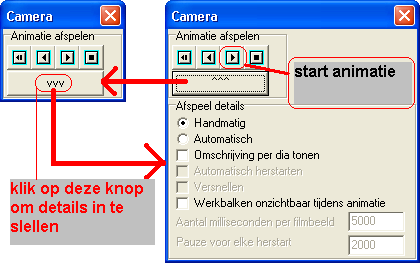 Camera
Animatie afspelen
vvv
klik op deze knop
om details in te
slellen
Camera
Animatie afspelen
^^^
start animatie
Afspeel details
Handmatig
Automatisch
Omschrijving per dia tonen
Automatisch herstarten
Versnellen
Werkbalken onzichtbaar tijdens animatie
Aantal milliseconden per filmbeeld 5000
Pauze voor elke herstart 2000